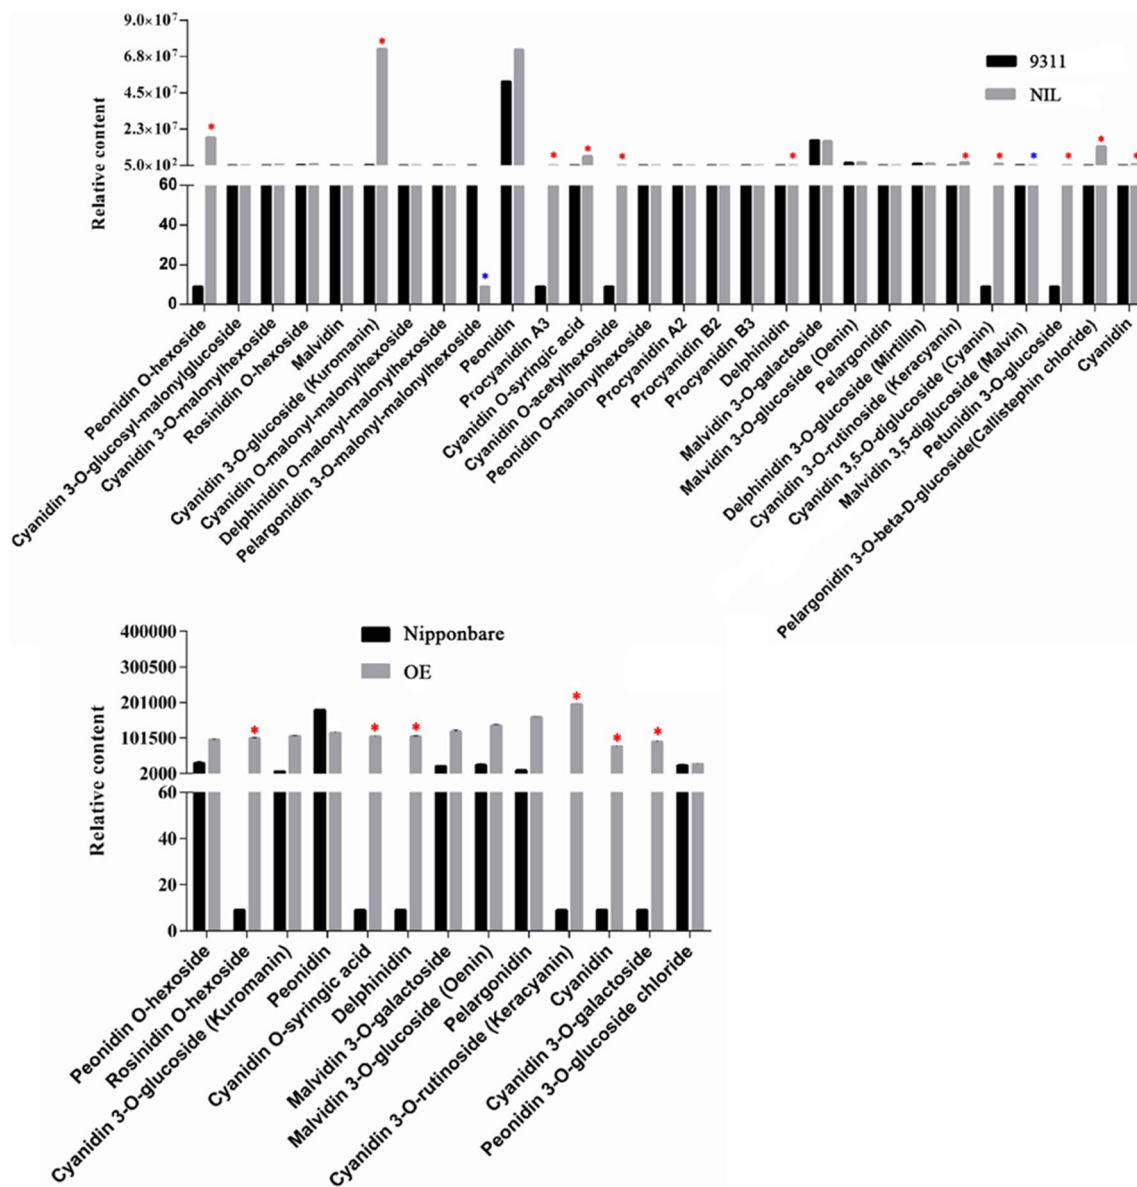 9.0×10⁷
6.8×10⁷
4.5×10⁷
2.3×10⁷
5.0×10²
60
40
20
0
Relative content
9311
NIL
*
Peonidin O-hexoside
Cyanidin 3-O-glucosyl-malonylglucoside
Cyanidin 3-O-malonylhexoside
Rosinidin O-hexoside
Malvidin
Cyanidin 3-O-glucoside (Kuromanin)
Cyanidin O-malonyl-malonylhexoside
Delphinidin O-malonyl-malonylhexoside
Pelargonidin 3-O-malonyl-malonylhexoside
Peonidin
Procyanidin A3
Cyanidin O-syringic acid
Cyanidin O-acetylhexoside
Peonidin O-malonylhexoside
Procyanidin A2
Procyanidin B2
Procyanidin B3
Delphinidin
Malvidin 3-O-galactoside
Malvidin 3-O-glucoside (Oenin)
Pelargonidin
Delphinidin 3-O-glucoside (Mirtillin)
Cyanidin 3-O-rutinoside (Keracyanin)
Cyanidin 3,5-O-diglucoside (Cyanin)
Malvidin 3,5-diglucoside (Malvin)
Petunidin 3-O-glucoside
Pelargonidin 3-O-beta-D-glucoside(Callistephin chloride)
Cyanidin
400000
300500
201000
101500
2000
60
40
20
0
Relative content
Nipponbare
OE
Peonidin O-hexoside
Rosinidin O-hexoside
Cyanidin 3-O-glucoside (Kuromanin)
Peonidin
Cyanidin O-syringic acid
Delphinidin
Malvidin 3-O-galactoside
Malvidin 3-O-glucoside (Oenin)
Pelargonidin
Cyanidin 3-O-rutinoside (Keracyanin)
Cyanidin
Cyanidin 3-O-galactoside
Peonidin 3-O-glucoside chloride